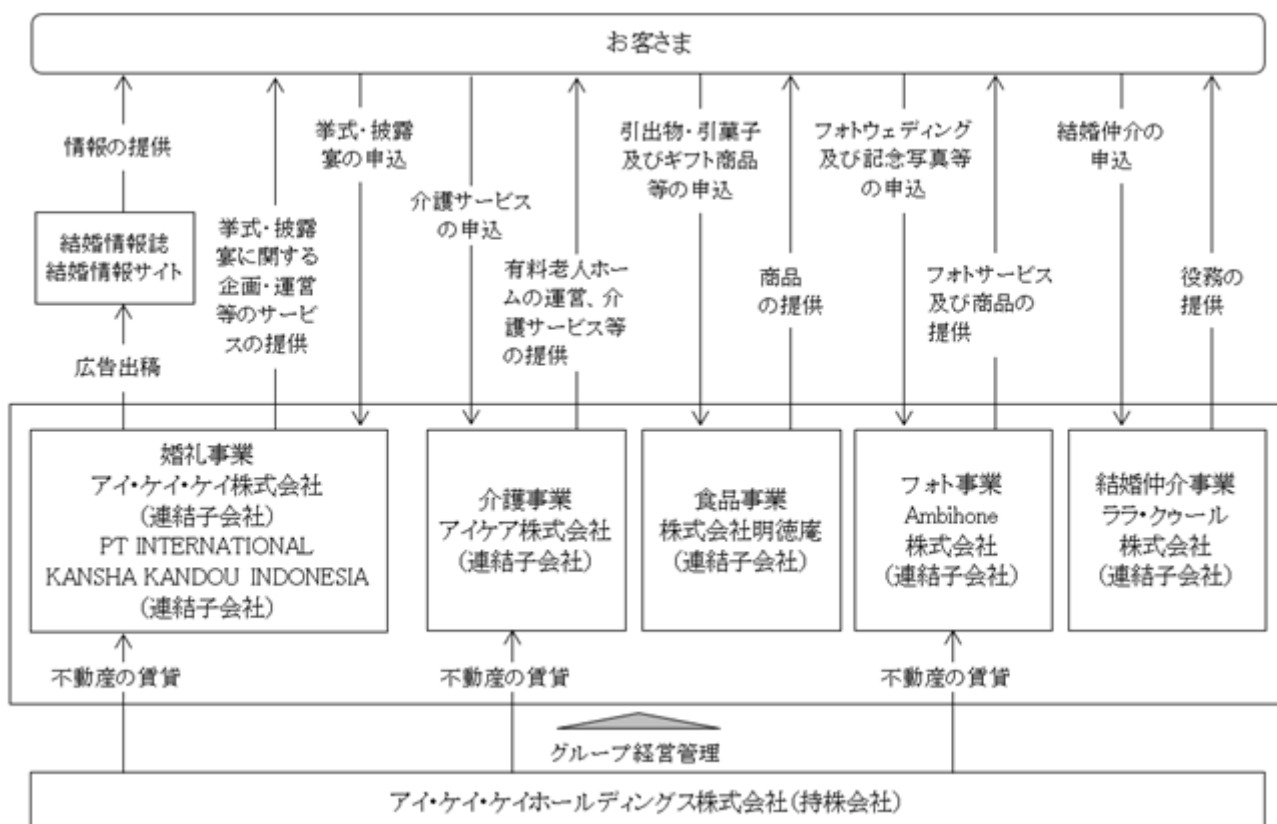 お客さま
情報の提供
結婚情報誌
結婚情報サイト
広告出稿
挙式・披露
宴に関する
企画・運営
等のサービ
スの提供
挙式・披露
宴の申込
介護サービス
の申込
有料老人ホー
ムの運営、介
護サービス等
の提供
引出物・引菓子
及びギフト商品
等の申込
商品
の提供
フォトウェディング
及び記念写真等
の申込
フォトサービス
及び商品の
提供
結婚仲介の
申込
役務の
提供
婚礼事業
アイ・ケイ・ケイ株式会社
(連結子会社)
PT INTERNATIONAL
KANSHA KANDOU INDONESIA
(連結子会社)
介護事業
アイケア株式会社
(連結子会社)
食品事業
株式会社明徳庵
(連結子会社)
フォト事業
Ambihone
株式会社
(連結子会社)
結婚仲介事業
ララ・クゥール
株式会社
(連結子会社)
不動産の賃貸
不動産の賃貸
不動産の賃貸
グループ経営管理
アイ・ケイ・ケイホールディングス株式会社(持株会社)